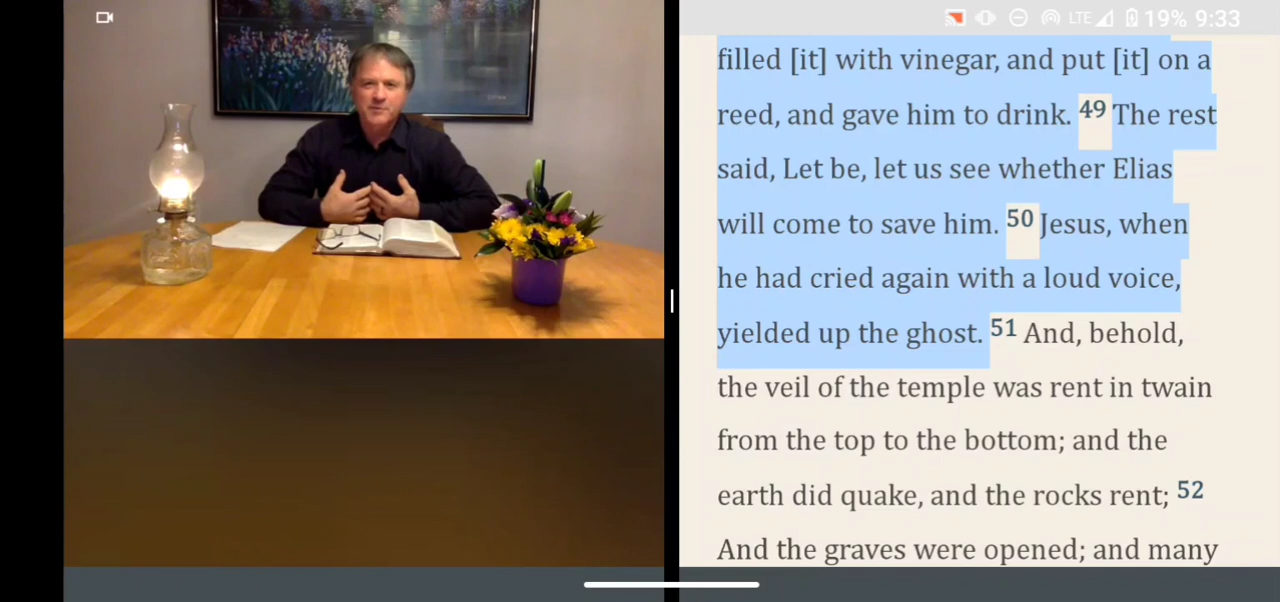 LTE 19% 9:33
filled [it] with vinegar, and put [it] on a
reed, and gave him to drink. 49 The rest
said, Let be, let us see whether Elias
will come to save him. 50 Jesus, when
he had cried again with a loud voice,
yielded up the ghost. 51 And, behold,
the veil of the temple was rent in twain
from the top to the bottom; and the
earth did quake, and the rocks rent; 52
And the graves were opened; and many